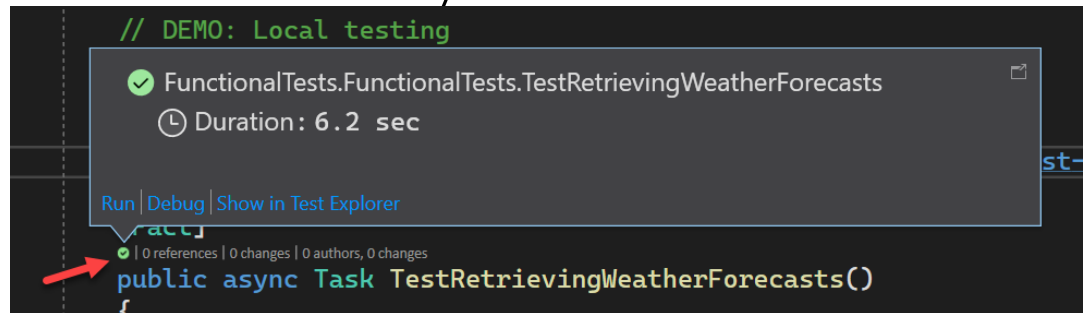 // DEMO: Local testing
FunctionalTests.FunctionalTests.TestRetrievingWeatherForecasts
Duration: 6.2 sec
st-
Run | Debug | Show in Test Explorer
| 0 references | 0 changes | 0 authors, 0 changes
public async Task TestRetrievingWeatherForecasts()
{